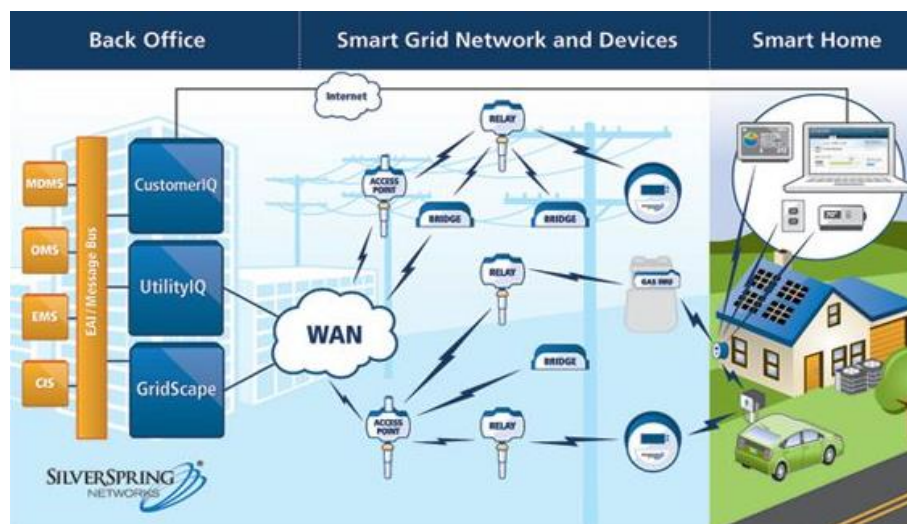 Back Office
Smart Grid Network and Devices
Smart Home
Internet
RELAY
MDMS
CustomerIQ
ACCESS
POINT
BRIDGE
BRIDGE
OMS
EAI / Message Bus
UtilityIQ
RELAY
GAS IMU
EMS
WAN
BRIDGE
CIS
GridScape
ACCESS
POINT
RELAY
SILVERSPRING®
NETWORKS